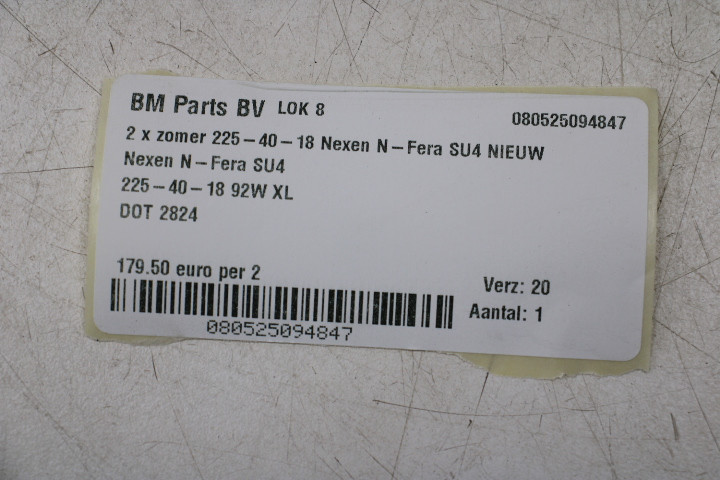 BM Parts BV LOK 8 080525094847
2 x zomer 225-40-18 Nexen N-Fera SU4 NIEUW
Nexen N-Fera SU4
225-40-18 92W XL
DOT 2824
179.50 euro per 2
Verz: 20
Aantal: 1
080525094847